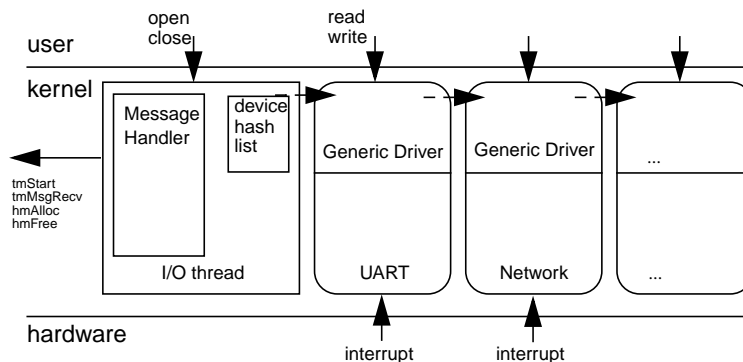 open
close
read
write
user
kernel
Message
Handler
device
hash
list
Generic Driver
Generic Driver
...
tmStart
tmMsgRecv
hmAlloc
hmFree
I/O thread
UART
Network
...
hardware
interrupt
interrupt